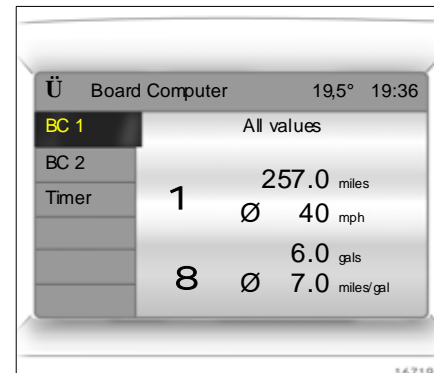 Ü Board Computer 19,5° 19:36
BC 1 All values
BC 2
257.0 miles
Timer 1
Ø 40 mph
6.0 gals
8 Ø 7.0 miles/gal
16719